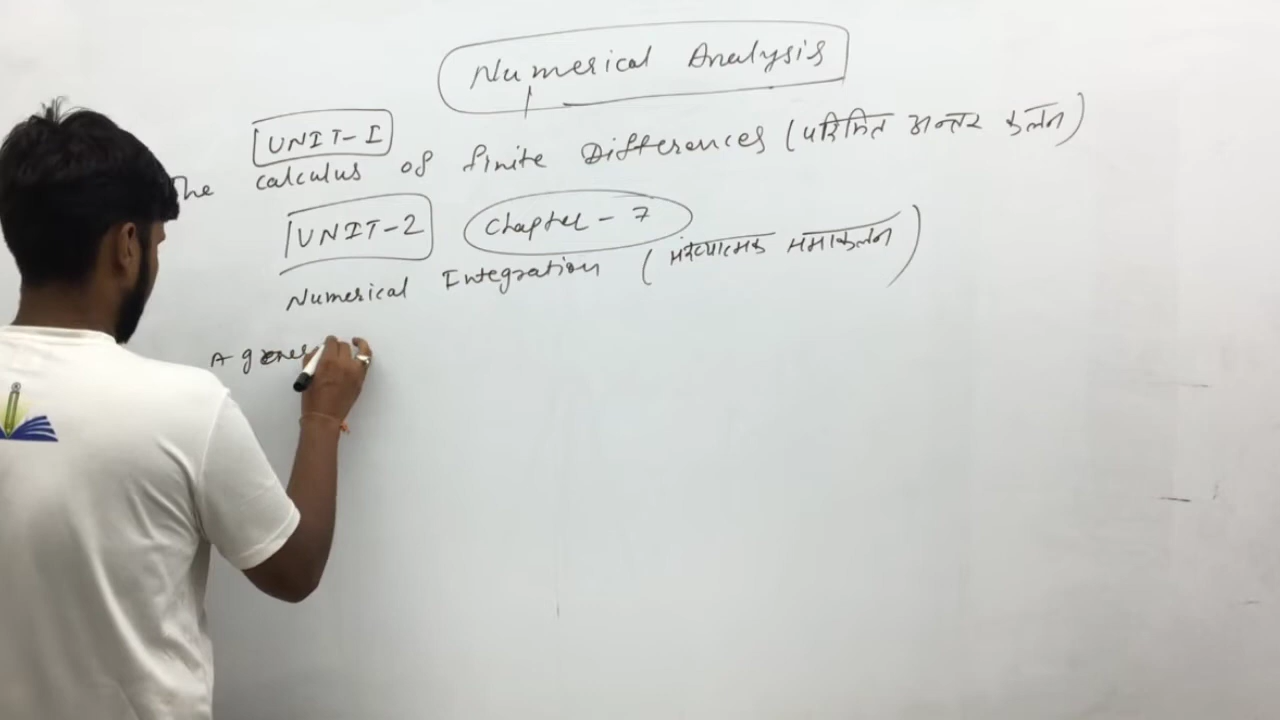 Numerical Analysis
UNIT-I
The calculus of finite Differences (परिमित अन्तर कलन)
UNIT-2 Chapter - 7
Numerical Integration (संख्यात्मक समाकलन)
A gener